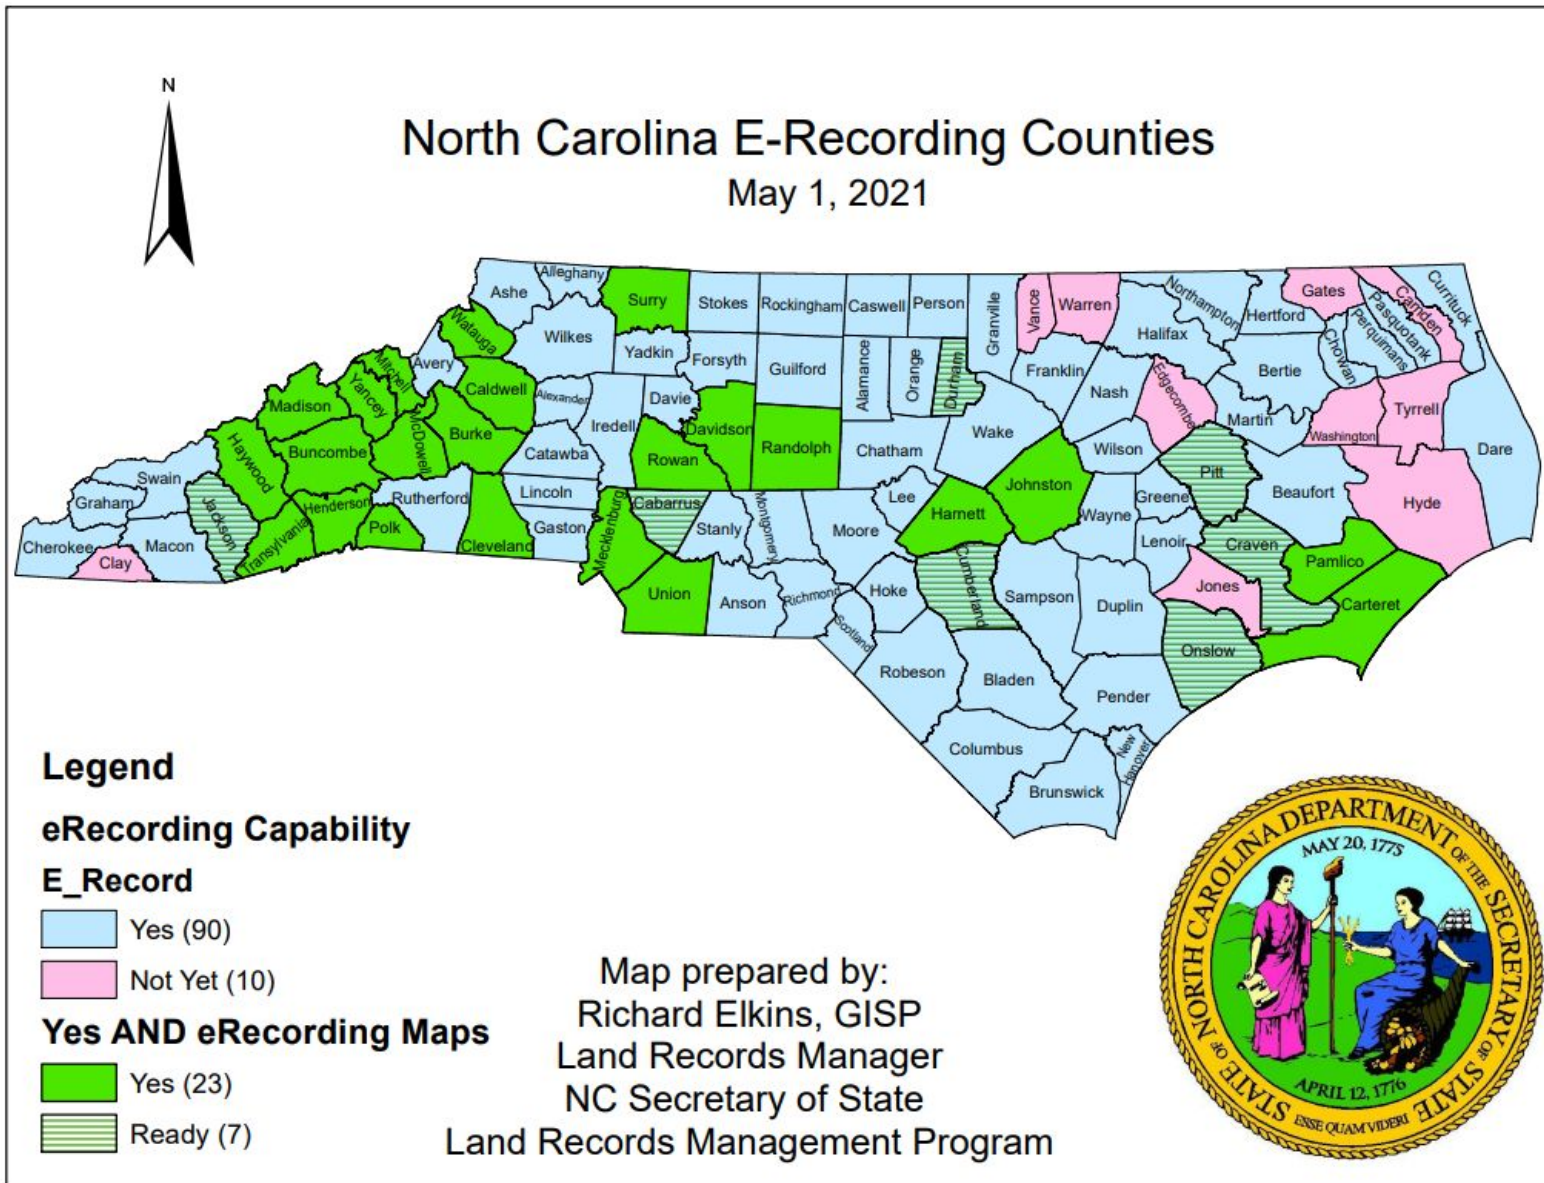 N
North Carolina E-Recording Counties
May 1, 2021
Alleghany
Ashe
Surry
Stokes
Rockingham
Caswell
Person
Granville
Vance
Warren
Northampton
Gates
Hertford
Camden
Currituck
Pasquotank
Perquimans
Chowan
Halifax
Watauga
Wilkes
Yadkin
Forsyth
Guilford
Alamance
Orange
Durham
Franklin
Nash
Edgecombe
Bertie
Martin
Washington
Tyrrell
Dare
Mitchell
Avery
Caldwell
Alexander
Iredell
Davie
Davidson
Randolph
Chatham
Wake
Wilson
Madison
Yancey
McDowell
Burke
Catawba
Rowan
Johnston
Pitt
Beaufort
Hyde
Haywood
Buncombe
Swain
Graham
Jackson
Henderson
Rutherford
Lincoln
Cabarrus
Stanly
Montgomery
Moore
Lee
Harnett
Wayne
Greene
Lenoir
Craven
Pamlico
Cherokee
Clay
Macon
Transylvania
Polk
Cleveland
Gaston
Mecklenburg
Union
Anson
Richmond
Scotland
Hoke
Cumberland
Sampson
Duplin
Jones
Carteret
Onslow
Robeson
Bladen
Pender
Columbus
Brunswick
New
Hanover
Legend
eRecording Capability
E_Record
Yes (90)
Not Yet (10)
Yes AND eRecording Maps
Yes (23)
Ready (7)
Map prepared by:
Richard Elkins, GISP
Land Records Manager
NC Secretary of State
Land Records Management Program
STATE OF NORTH CAROLINA DEPARTMENT OF THE SECRETARY OF STATE
MAY 20, 1775
APRIL 12, 1776
ESSE QUAM VIDERI